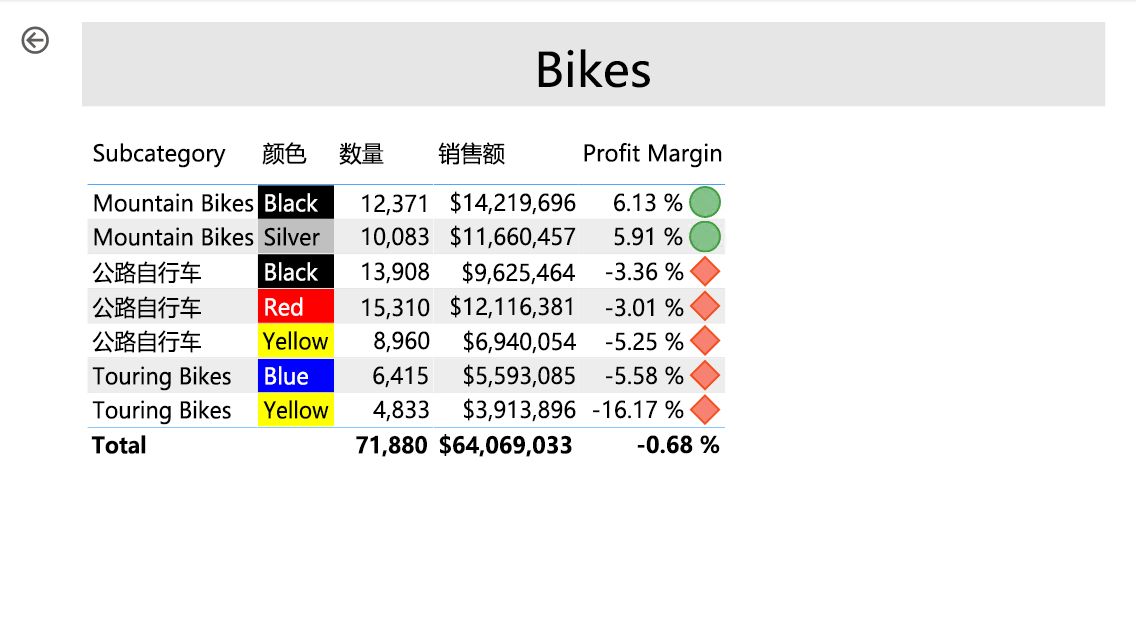 Bikes
Subcategory 颜色 数量 销售额 Profit Margin
Mountain Bikes Black 12,371 $14,219,696 6.13 %
Mountain Bikes Silver 10,083 $11,660,457 5.91 %
公路自行车 Black 13,908 $9,625,464 -3.36 %
公路自行车 Red 15,310 $12,116,381 -3.01 %
公路自行车 Yellow 8,960 $6,940,054 -5.25 %
Touring Bikes Blue 6,415 $5,593,085 -5.58 %
Touring Bikes Yellow 4,833 $3,913,896 -16.17 %
Total 71,880 $64,069,033 -0.68 %